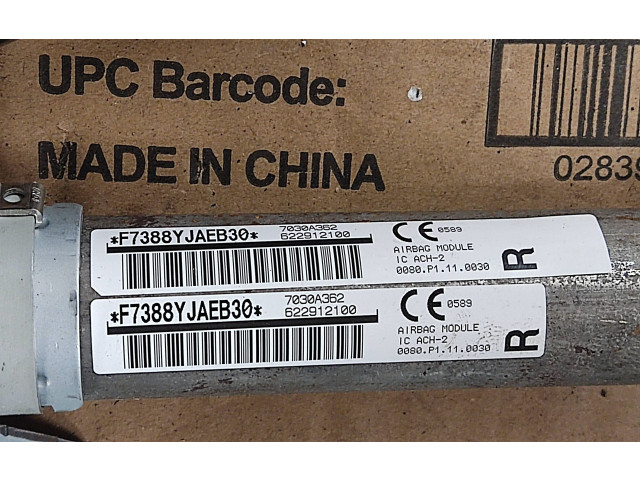 UPC Barcode:
MADE IN CHINA
02839
*F7388YJAEB30*
7030A362
622912100
CE 0589
AIRBAG MODULE
IC ACH-2
0080.P1.11.0030
R
*F7388YJAEB30*
7030A362
622912100
CE 0589
AIRBAG MODULE
IC ACH-2
0080.P1.11.0030
R